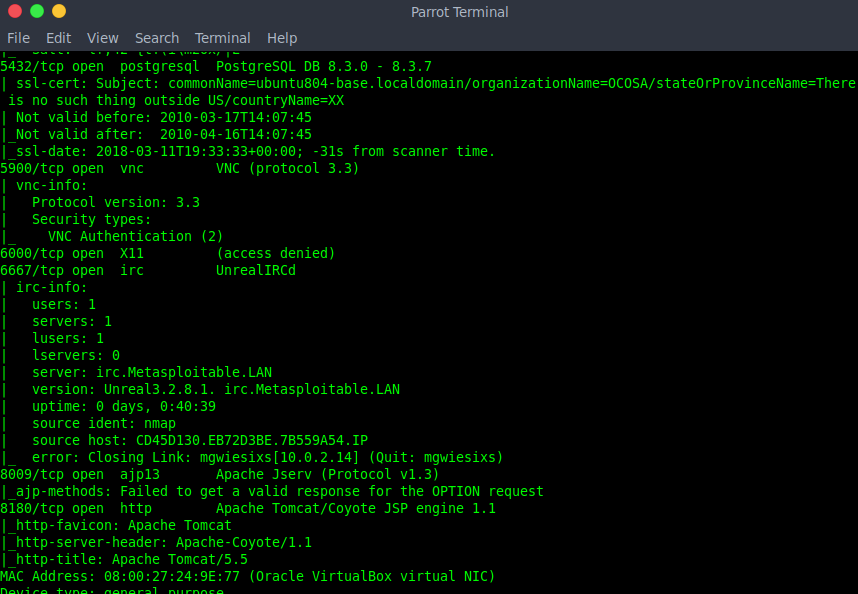 Parrot Terminal
File Edit View Search Terminal Help
5432/tcp open  postgresql  PostgreSQL DB 8.3.0 - 8.3.7
| ssl-cert: Subject: commonName=ubuntu804-base.localdomain/organizationName=OCOSA/stateOrProvinceName=There
 is no such thing outside US/countryName=XX
| Not valid before: 2010-03-17T14:07:45
|_Not valid after:  2010-04-16T14:07:45
|_ssl-date: 2018-03-11T19:33:33+00:00; -31s from scanner time.
5900/tcp open  vnc         VNC (protocol 3.3)
| vnc-info:
|   Protocol version: 3.3
|   Security types:
|_    VNC Authentication (2)
6000/tcp open  X11         (access denied)
6667/tcp open  irc         UnrealIRCd
| irc-info:
|   users: 1
|   servers: 1
|   lusers: 1
|   lservers: 0
|   server: irc.Metasploitable.LAN
|   version: Unreal3.2.8.1. irc.Metasploitable.LAN
|   uptime: 0 days, 0:40:39
|   source ident: nmap
|   source host: CD45D130.EB72D3BE.7B559A54.IP
|_  error: Closing Link: mgwiesixs[10.0.2.14] (Quit: mgwiesixs)
8009/tcp open  ajp13       Apache Jserv (Protocol v1.3)
|_ajp-methods: Failed to get a valid response for the OPTION request
8180/tcp open  http        Apache Tomcat/Coyote JSP engine 1.1
|_http-favicon: Apache Tomcat
|_http-server-header: Apache-Coyote/1.1
|_http-title: Apache Tomcat/5.5
MAC Address: 08:00:27:24:9E:77 (Oracle VirtualBox virtual NIC)
Device type: general purpose